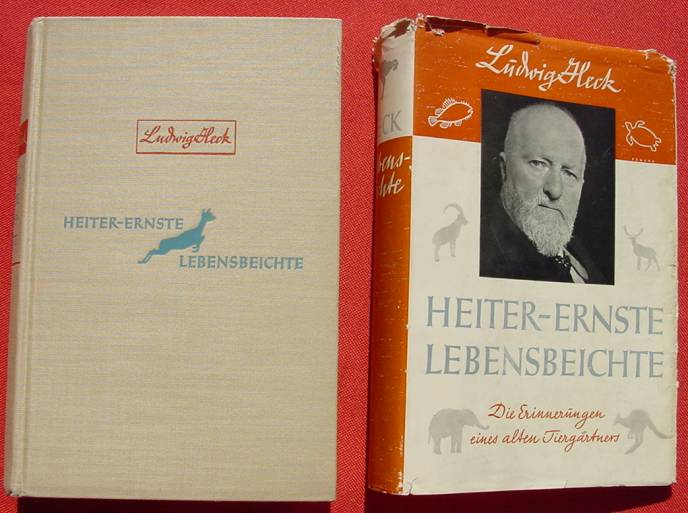 Ludwig Heck
HEITER-ERNSTE
LEBENSBEICHTE
Ludwig Heck
HEITER-ERNSTE
LEBENSBEICHTE
Die Erinnerungen
eines alten Tiergärtners